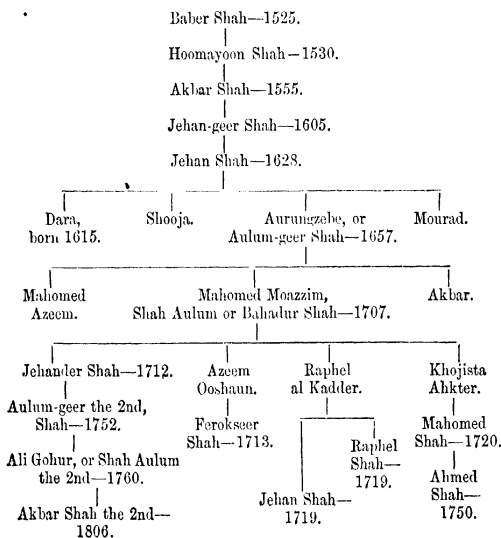 Baber Shah—1525.
Hoomayoon Shah—1530.
Akbar Shah—1555.
Jehan-geer Shah—1605.
Jehan Shah—1628.
Dara,
born 1615.
Shooja.
Aurungzebe, or
Aulum-geer Shah—1657.
Mourad.
Mahomed
Azeem.
Mahomed Moazzim,
Shah Aulum or Bahadur Shah—1707.
Akbar.
Jehander Shah—1712.
Aulum-geer the 2nd,
Shah—1752.
Ali Gohur, or Shah Aulum
the 2nd—1760.
Akbar Shah the 2nd—
1806.
Azeem
Ooshaun.
Ferokseer
Shah—1713.
Raphel
al Kadder.
Jehan Shah—
1719.
Raphel
Shah—
1719.
Khojista
Ahkter.
Mahomed
Shah—1720.
Ahmed
Shah—
1750.